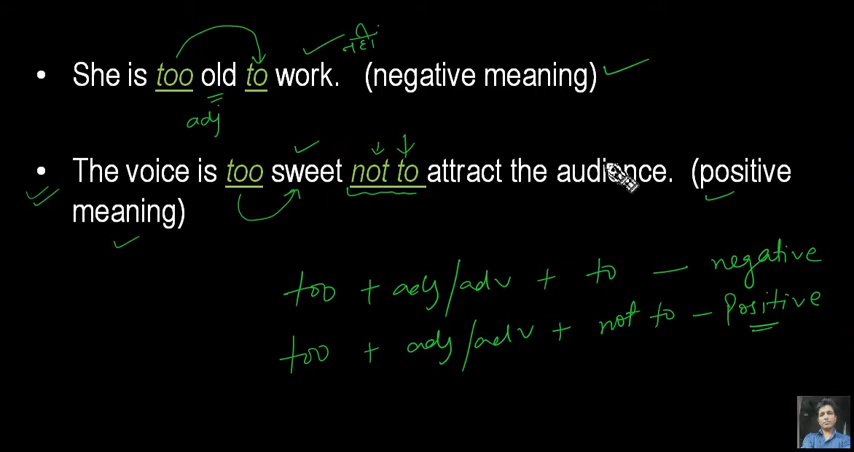 • She is too old to work. (negative meaning)
adj
• The voice is too sweet not to attract the audience. (positive
meaning)
too + adj/adv + to — negative
too + adj/adv + not to – Positive